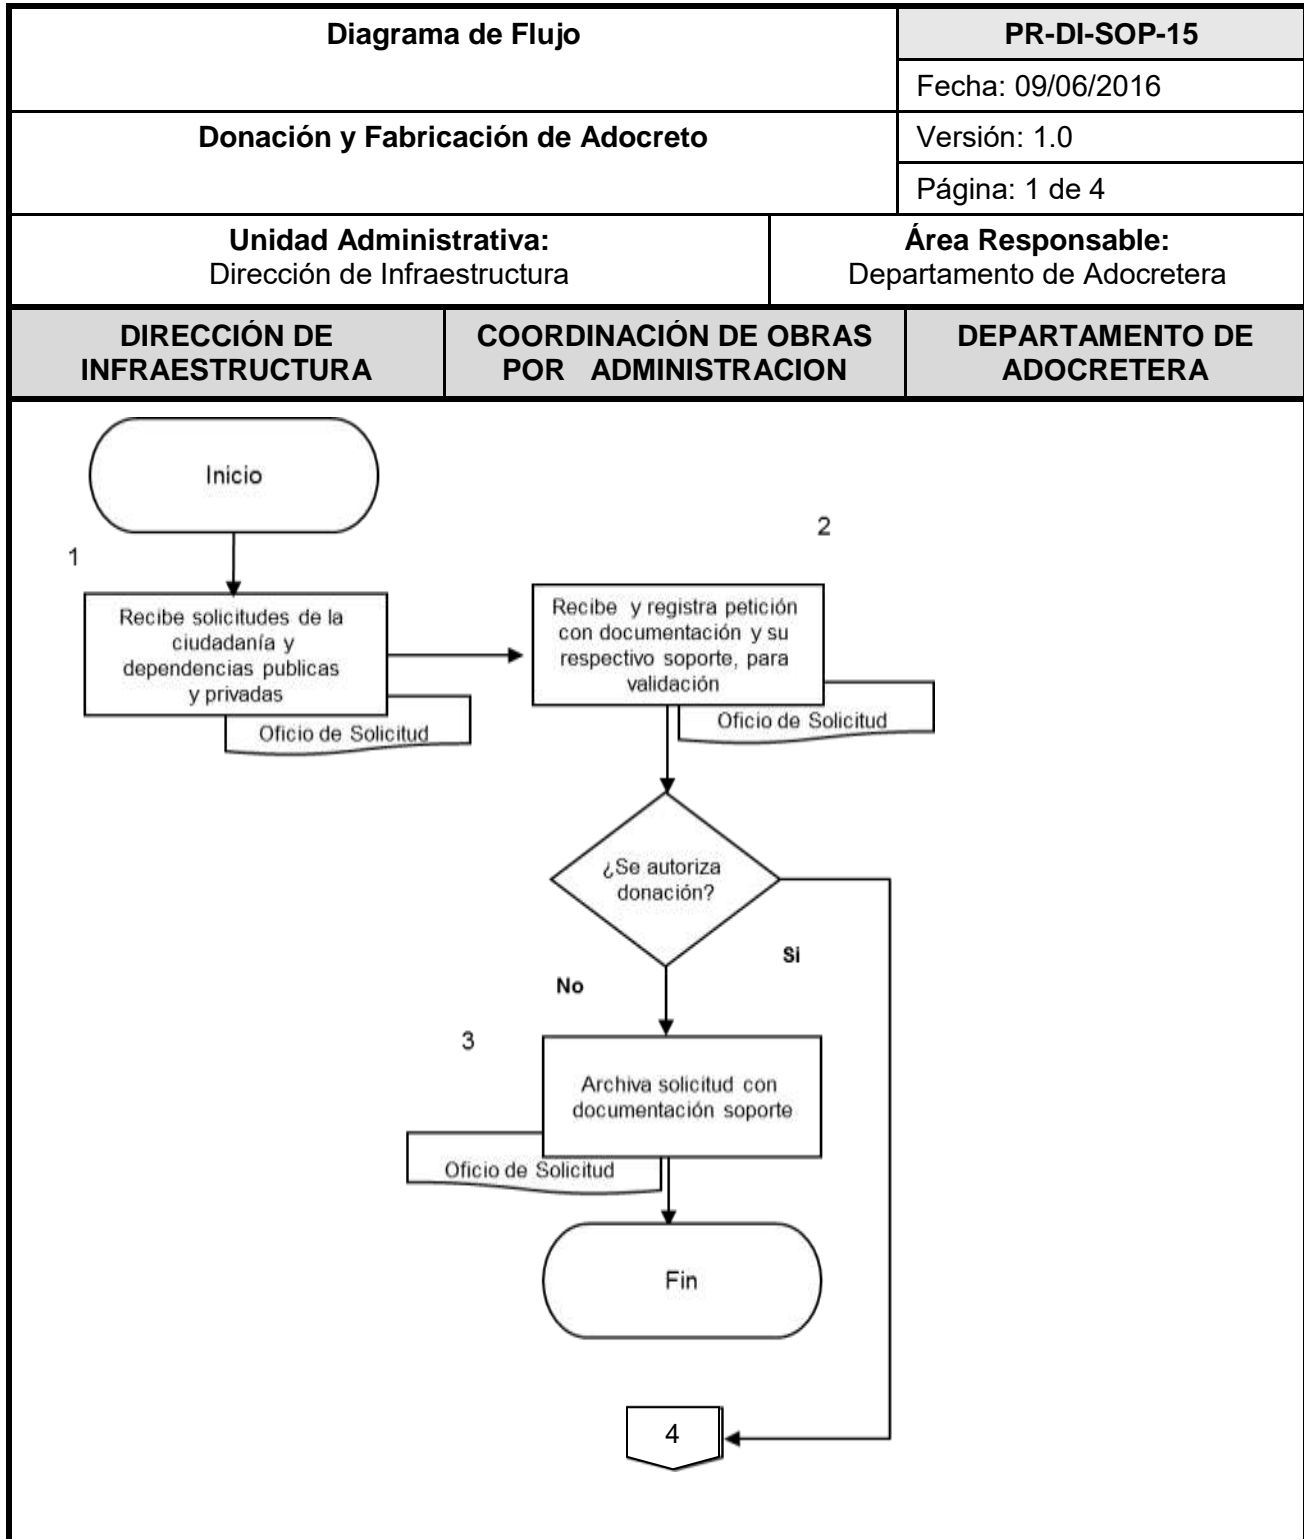 Diagrama de Flujo
PR-DI-SOP-15
Fecha: 09/06/2016
Donación y Fabricación de Adocreto
Versión: 1.0
Página: 1 de 4
Unidad Administrativa:
Dirección de Infraestructura
Área Responsable:
Departamento de Adocretera
DIRECCIÓN DE
INFRAESTRUCTURA
COORDINACIÓN DE OBRAS
POR ADMINISTRACION
DEPARTAMENTO DE
ADOCRETERA
Inicio
1
Recibe solicitudes de la
ciudadanía y
dependencias publicas
y privadas
Oficio de Solicitud
2
Recibe y registra petición
con documentación y su
respectivo soporte, para
validación
Oficio de Solicitud
¿Se autoriza
donación?
Si
No
3
Archiva solicitud con
documentación soporte
Oficio de Solicitud
Fin
4